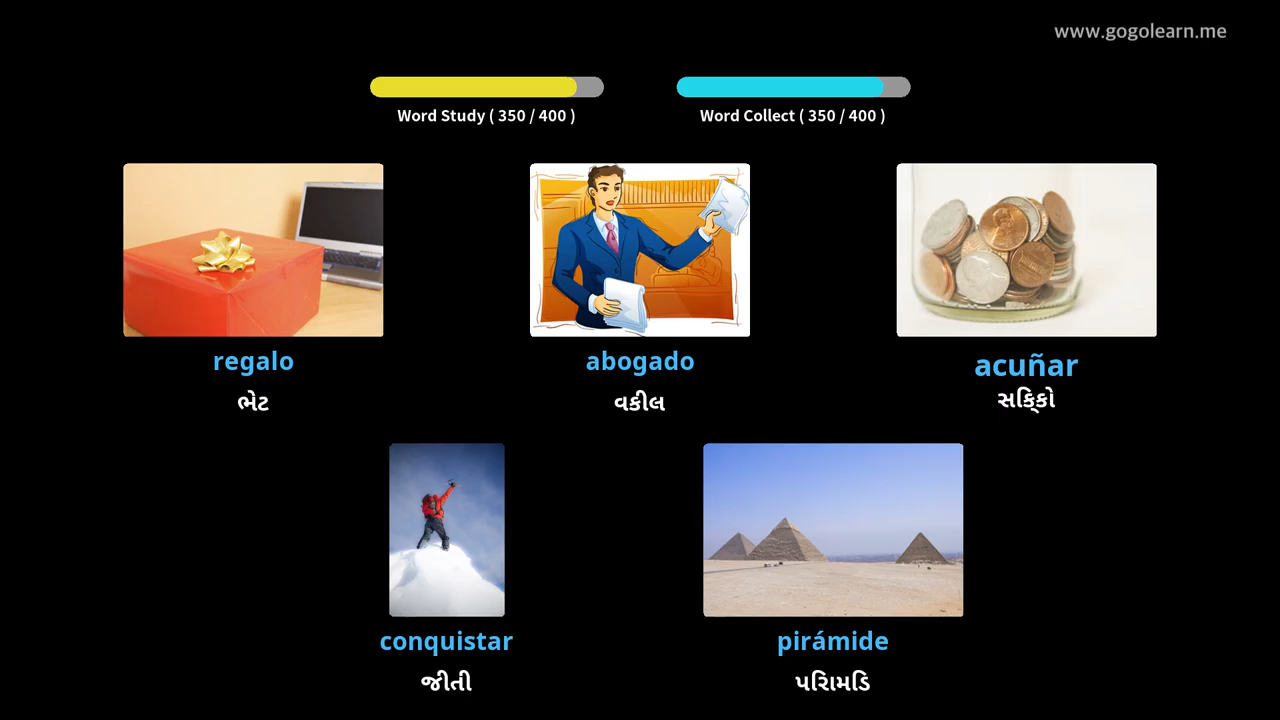 www.gogolearn.me
Word Study ( 350 / 400 )
Word Collect ( 350 / 400 )
regalo
abogado
acuñar
ભેટ
વકીલ
સિક્કો
conquistar
pirámide
જીતી
પિરામિડ